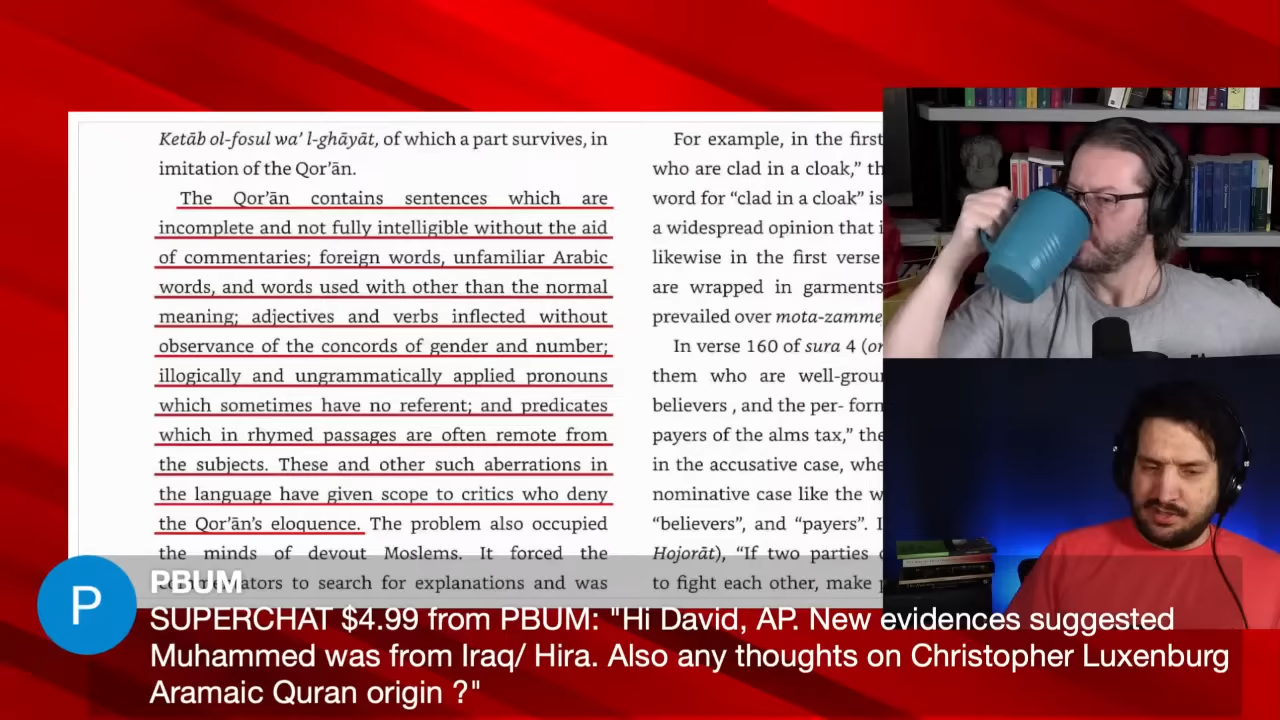 Ketāb ol-fosul wa' l-ghāyāt, of which a part survives, in
imitation of the Qor'ān.
The Qor'ān contains sentences which are
incomplete and not fully intelligible without the aid
of commentaries; foreign words, unfamiliar Arabic
words, and words used with other than the normal
meaning; adjectives and verbs inflected without
observance of the concords of gender and number;
illogically and ungrammatically applied pronouns
which sometimes have no referent; and predicates
which in rhymed passages are often remote from
the subjects. These and other such aberrations in
the language have given scope to critics who deny
the Qor'ān's eloquence. The problem also occupied
the minds of devout Moslems. It forced the
to search for explanations and was
For example, in the first
who are clad in a cloak,"
word for "clad in a cloak" is
a widespread opinion that
likewise in the first verse
are wrapped in garments
prevailed over
In verse 160 of sura 4
them who are well-
believers , and the per-
payers of the alms tax,"
in the accusative case,
nominative case like the
"believers", and "payers".
Hojorāt), "If two parties
to fight each other, make
P
PBUM
SUPERCHAT $4.99 from PBUM: "Hi David, AP. New evidences suggested
Muhammed was from Iraq/ Hira. Also any thoughts on Christopher Luxenburg
Aramaic Quran origin ?"